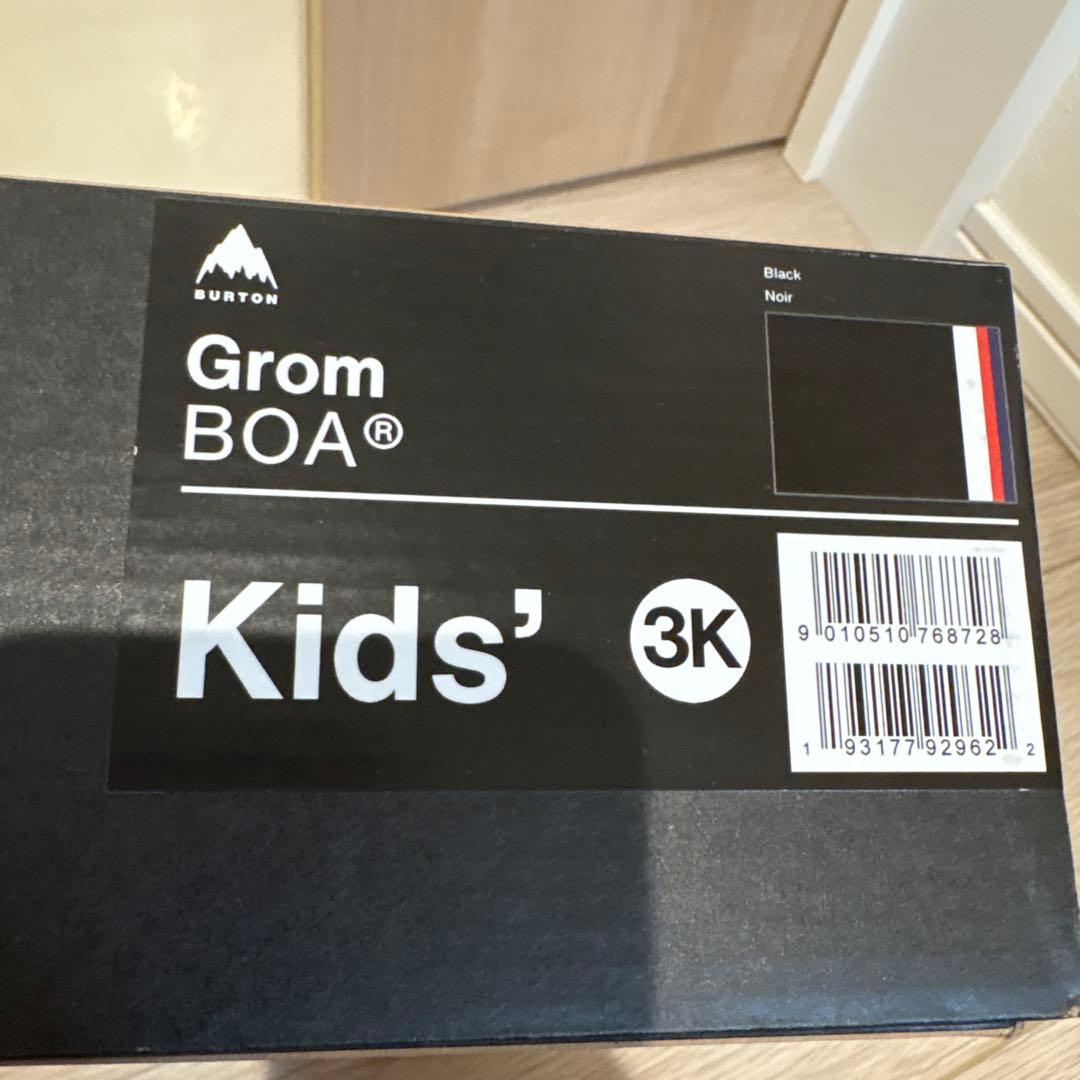 BURTON
Grom
BOA®
Black
Noir
Kids’
3K
9 010510 768728
1 93177 92962 2